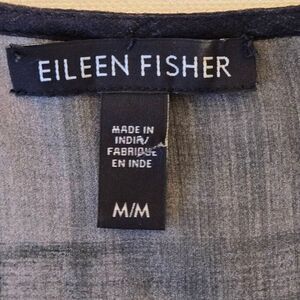 EILEEN FISHER
MADE IN
INDIA/
FABRIQUE
EN INDE
M/M